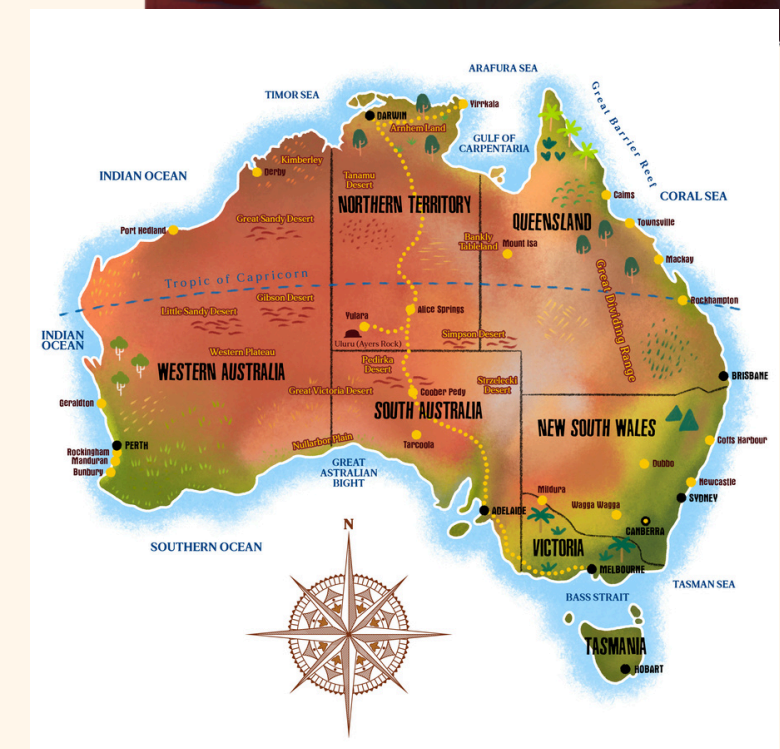 ARAFURA SEA
TIMOR SEA
Great Barrier Reef
Yirrkala
DARWIN
Arnhem Land
GULF OF
CARPENTARIA
Kimberley
Derby
INDIAN OCEAN
Tanamu
Desert
NORTHERN TERRITORY
Cairns
CORAL SEA
Great Sandy Desert
QUEENSLAND
Townsville
Port Hedland
Bankly
Tableland
Mount Isa
Mackay
Tropic of Capricorn
Great Dividing Range
Gibson Desert
Rockhampton
Little Sandy Desert
Alice Springs
Yulara
INDIAN
OCEAN
Simpson Desert
Uluru (Ayers Rock)
Western Plateau
WESTERN AUSTRALIA
Pedirka
Desert
BRISBANE
Strzelecki
Desert
Great Victoria Desert
Coober Pedy
Geraldton
SOUTH AUSTRALIA
NEW SOUTH WALES
Coffs Harbour
Nullarbor Plain
Tarcoola
PERTH
Rockingham
Manduran
Bunbury
GREAT
ASTRALIAN
BIGHT
Dubbo
Newcastle
Mildura
SYDNEY
Wagga Wagga
ADELAIDE
N
CANBERRA
SOUTHERN OCEAN
VICTORIA
MELBOURNE
TASMAN SEA
BASS STRAIT
TASMANIA
HOBART